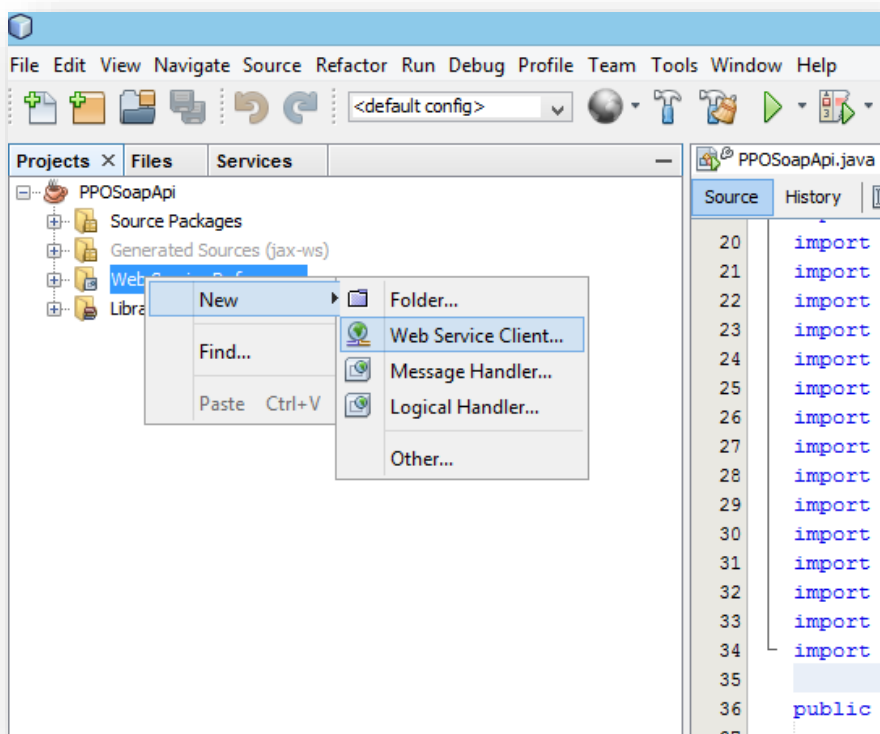 File Edit View Navigate Source Refactor Run Debug Profile Team Tools Window Help
<default config>
Projects Files Services
PPOSoapApi
Source Packages
Generated Sources (jax-ws)
Web
Libra
New
Find...
Paste Ctrl+V
Folder...
Web Service Client...
Message Handler...
Logical Handler...
Other...
PPOSoapApi.java
Source History
20 import
21 import
22 import
23 import
24 import
25 import
26 import
27 import
28 import
29 import
30 import
31 import
32 import
33 import
34 import
35
36 public